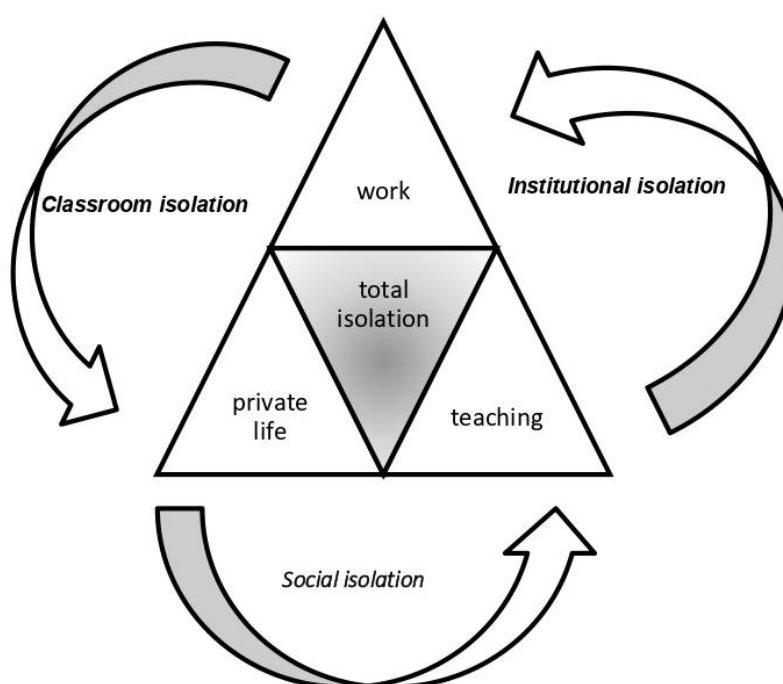 work
Classroom isolation
Institutional isolation
total
isolation
private
life
teaching
Social isolation